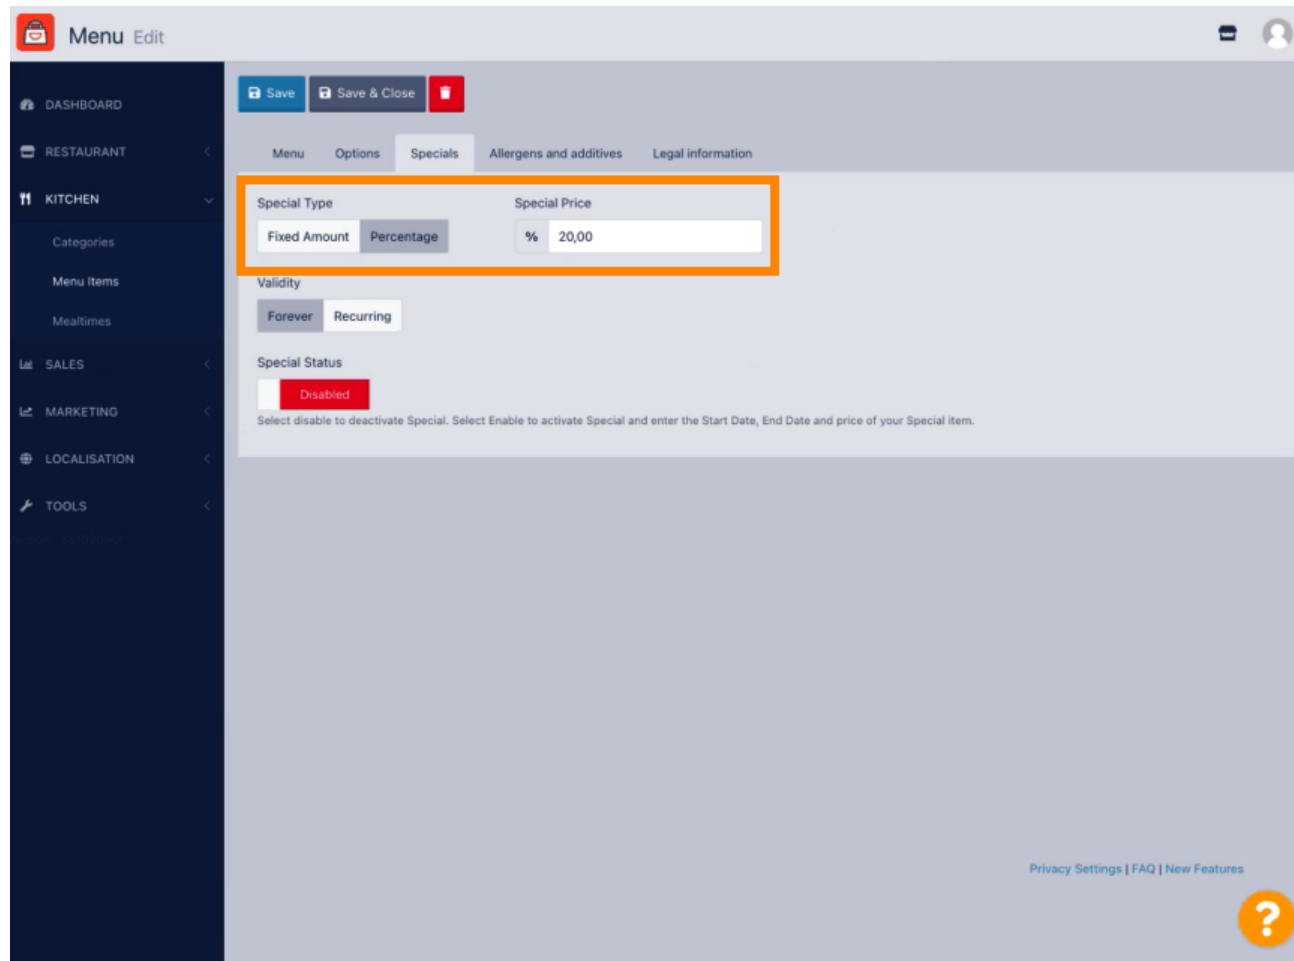 Menu Edit
Save Save & Close
DASHBOARD
RESTAURANT
KITCHEN
Categories
Menu Items
Mealtimes
SALES
MARKETING
LOCALISATION
TOOLS
Menu Options Specials Allergens and additives Legal information
Special Type Special Price
Fixed Amount Percentage % 20,00
Validity
Forever Recurring
Special Status
Disabled
Select disable to deactivate Special. Select Enable to activate Special and enter the Start Date, End Date and price of your Special item.
Privacy Settings | FAQ | New Features
?